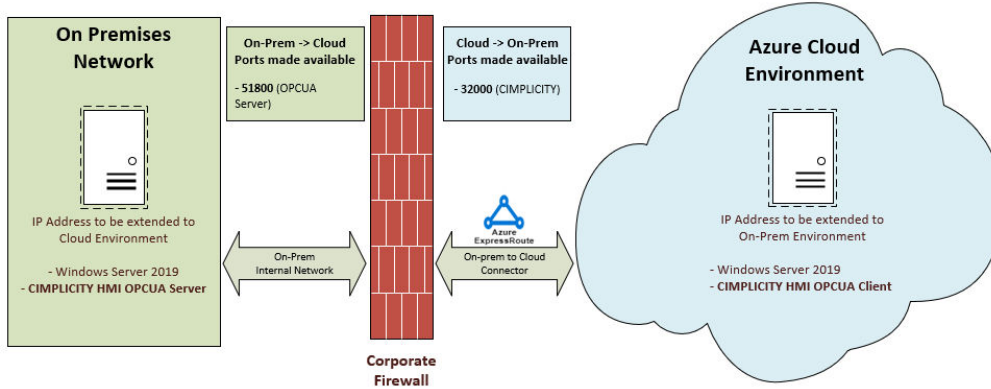 On Premises
Network
IP Address to be extended to
Cloud Environment
- Windows Server 2019
- CIMPLICITY HMI OPCUA Server
On-Prem -> Cloud
Ports made available
- 51800 (OPCUA
Server)
On-Prem
Internal Network
Corporate
Firewall
Cloud -> On-Prem
Ports made available
- 32000 (CIMPLICITY)
Azure
ExpressRoute
On-prem to Cloud
Connector
Azure Cloud
Environment
IP Address to be extended to
On-Prem Environment
- Windows Server 2019
- CIMPLICITY HMI OPCUA Client